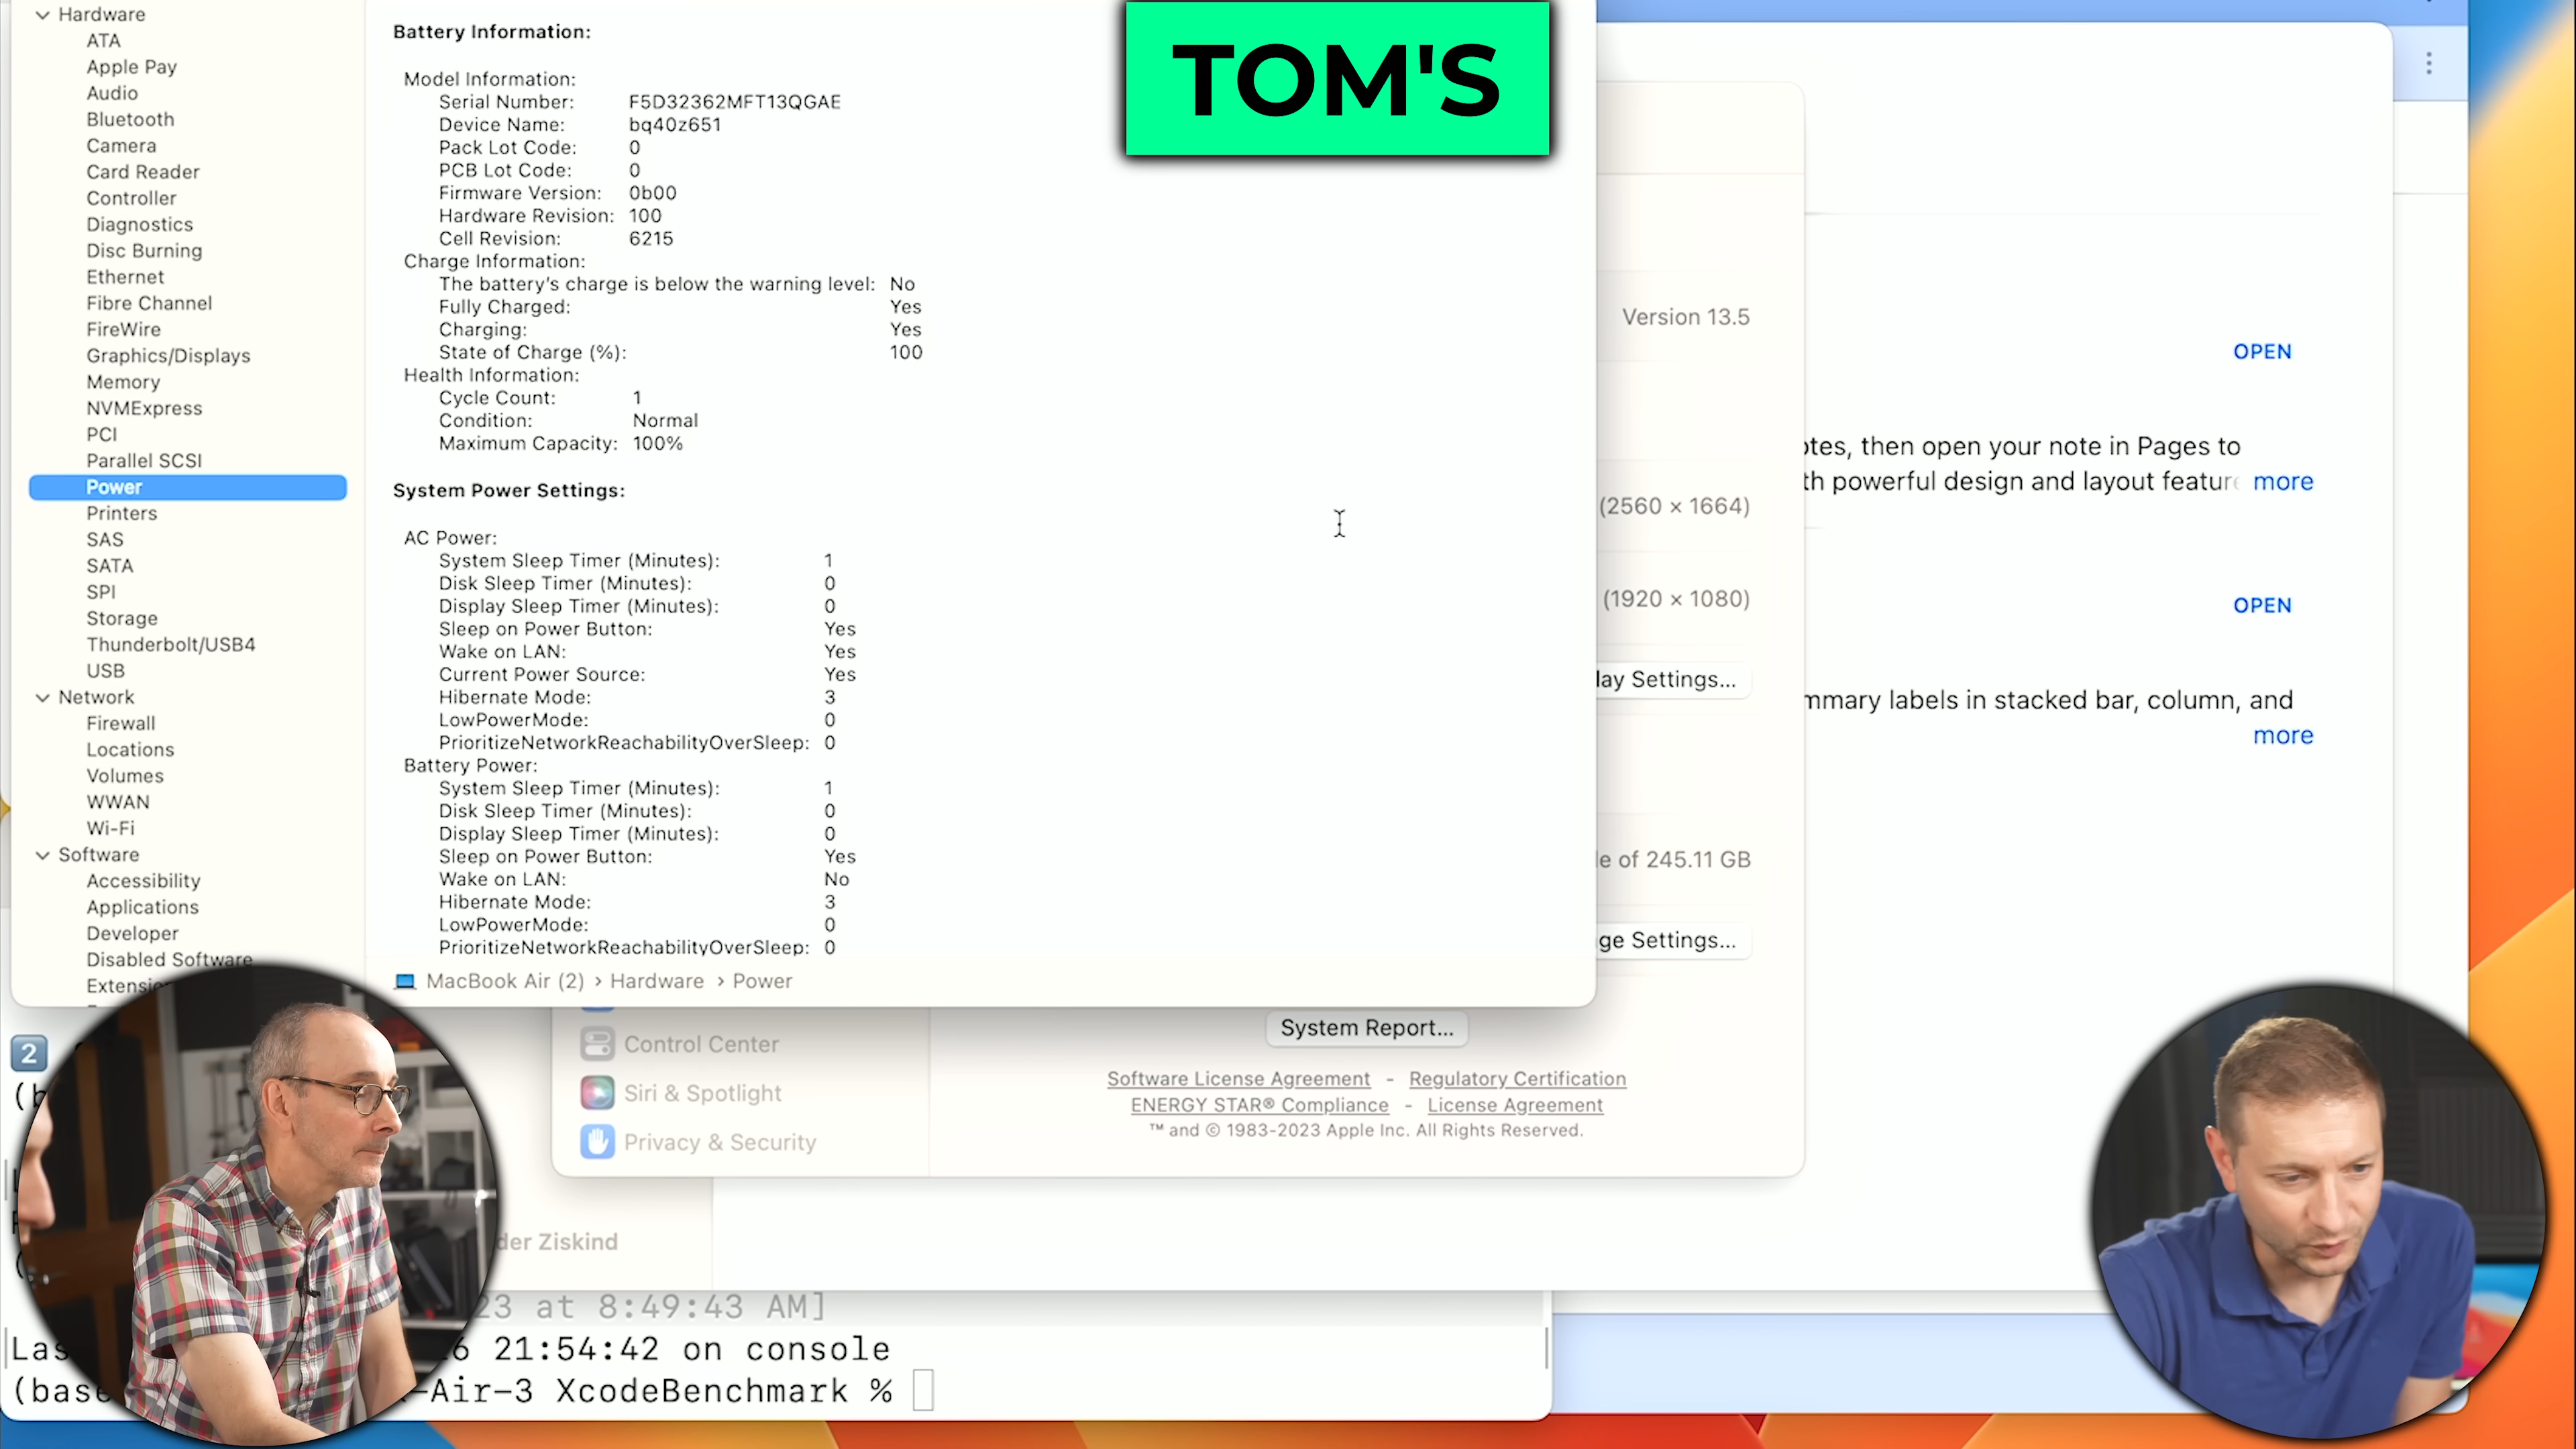 TOM'S
Hardware
ATA
Apple Pay
Audio
Bluetooth
Camera
Card Reader
Controller
Diagnostics
Disc Burning
Ethernet
Fibre Channel
FireWire
Graphics/Displays
Memory
NVMExpress
PCI
Parallel SCSI
Power
Printers
SAS
SATA
SPI
Storage
Thunderbolt/USB4
USB
Network
Firewall
Locations
Volumes
WWAN
Wi-Fi
Software
Accessibility
Applications
Developer
Disabled Software
Battery Information:
Model Information:
Serial Number: F5D32362MFT13QGAE
Device Name: bq40z651
Pack Lot Code: 0
PCB Lot Code: 0
Firmware Version: 0b00
Hardware Revision: 100
Cell Revision: 6215
Charge Information:
The battery's charge is below the warning level: No
Fully Charged: Yes
Charging: Yes
State of Charge (%): 100
Health Information:
Cycle Count: 1
Condition: Normal
Maximum Capacity: 100%
System Power Settings:
AC Power:
System Sleep Timer (Minutes): 1
Disk Sleep Timer (Minutes): 0
Display Sleep Timer (Minutes): 0
Sleep on Power Button: Yes
Wake on LAN: Yes
Current Power Source: Yes
Hibernate Mode: 3
LowPowerMode: 0
PrioritizeNetworkReachabilityOverSleep: 0
Battery Power:
System Sleep Timer (Minutes): 1
Disk Sleep Timer (Minutes): 0
Display Sleep Timer (Minutes): 0
Sleep on Power Button: Yes
Wake on LAN: No
Hibernate Mode: 3
LowPowerMode: 0
PrioritizeNetworkReachabilityOverSleep: 0
MacBook Air (2) › Hardware › Power
Version 13.5
(2560 × 1664)
(1920 × 1080)
lay Settings...
le of 245.11 GB
ge Settings...
OPEN
otes, then open your note in Pages to
th powerful design and layout feature more
OPEN
mmary labels in stacked bar, column, and
more
System Report...
Control Center
Siri & Spotlight
Privacy & Security
Software License Agreement - Regulatory Certification
ENERGY STAR® Compliance - License Agreement
™ and © 1983-2023 Apple Inc. All Rights Reserved.
2
der Ziskind
23 at 8:49:43 AM]
Las 6 21:54:42 on console
(base -Air-3 XcodeBenchmark %